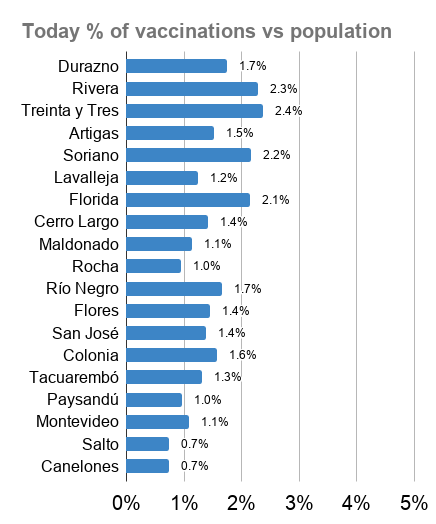 Today % of vaccinations vs population
Durazno 1.7%
Rivera 2.3%
Treinta y Tres 2.4%
Artigas 1.5%
Soriano 2.2%
Lavalleja 1.2%
Florida 2.1%
Cerro Largo 1.4%
Maldonado 1.1%
Rocha 1.0%
Río Negro 1.7%
Flores 1.4%
San José 1.4%
Colonia 1.6%
Tacuarembó 1.3%
Paysandú 1.0%
Montevideo 1.1%
Salto 0.7%
Canelones 0.7%
0% 1% 2% 3% 4% 5%